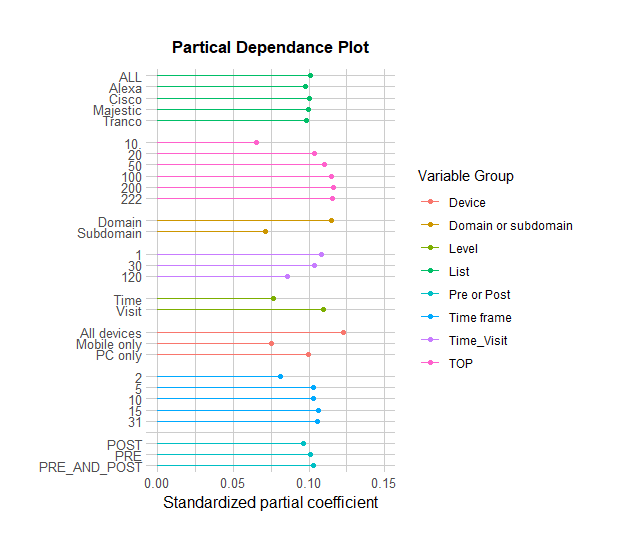 Partical Dependance Plot
ALL
Alexa
Cisco
Majestic
Tranco
10.
20
50
100
200
222
Domain
Subdomain
1
30
120
Time
Visit
All devices
Mobile only
PC only
2
5
10
15
31
POST
PRE
PRE_AND_POST
0.00 0.05 0.10 0.15
Standardized partial coefficient
Variable Group
Device
Domain or subdomain
Level
List
Pre or Post
Time frame
Time_Visit
TOP